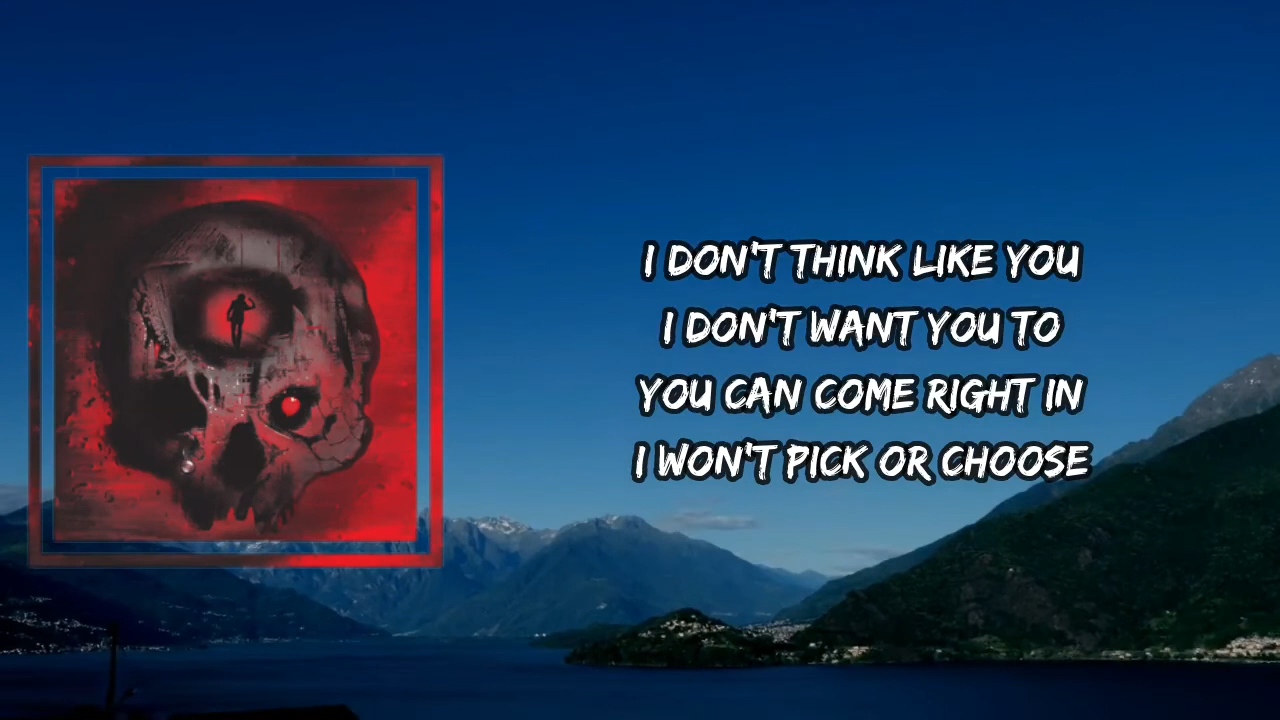 I DON'T THINK LIKE YOU
I DON'T WANT YOU TO
YOU CAN COME RIGHT IN
I WON'T PICK OR CHOOSE